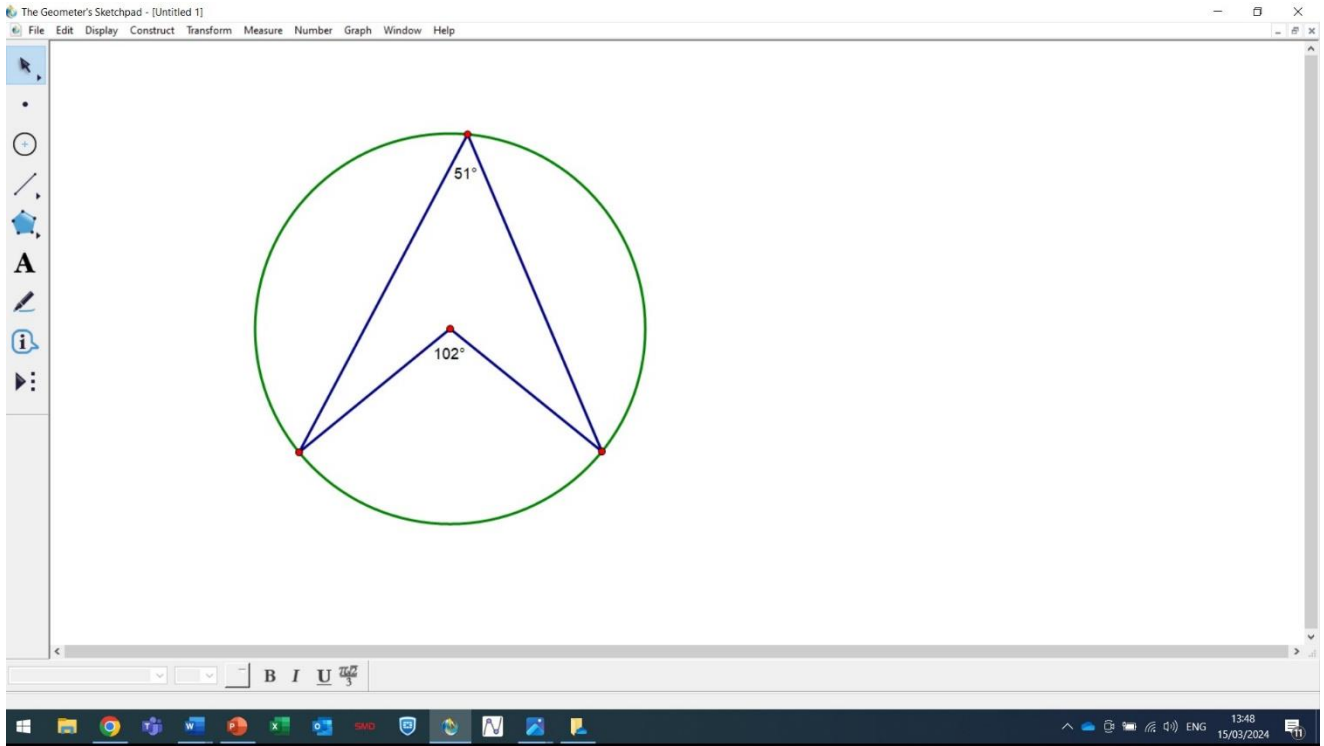 The Geometer's Sketchpad - [Untitled 1]
File Edit Display Construct Transform Measure Number Graph Window Help
51°
102°
A
B I U
13:48
ENG
15/03/2024